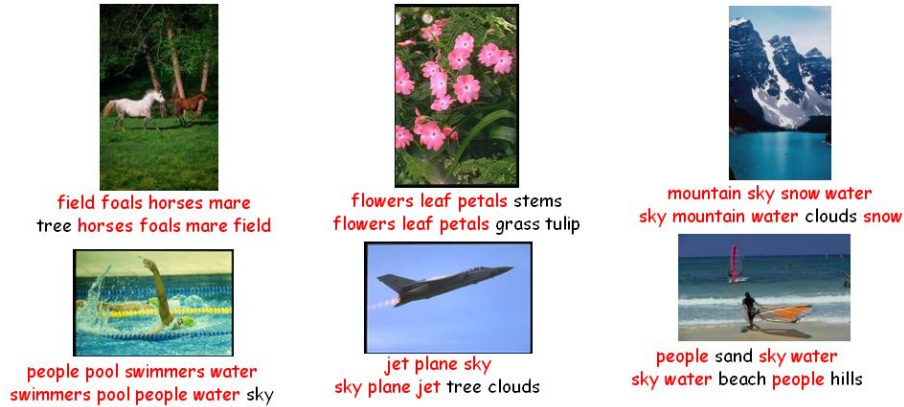 field foals horses mare
tree horses foals mare field
flowers leaf petals stems
flowers leaf petals grass tulip
mountain sky snow water
sky mountain water clouds snow
people pool swimmers water
swimmers pool people water sky
jet plane sky
sky plane jet tree clouds
people sand sky water
sky water beach people hills